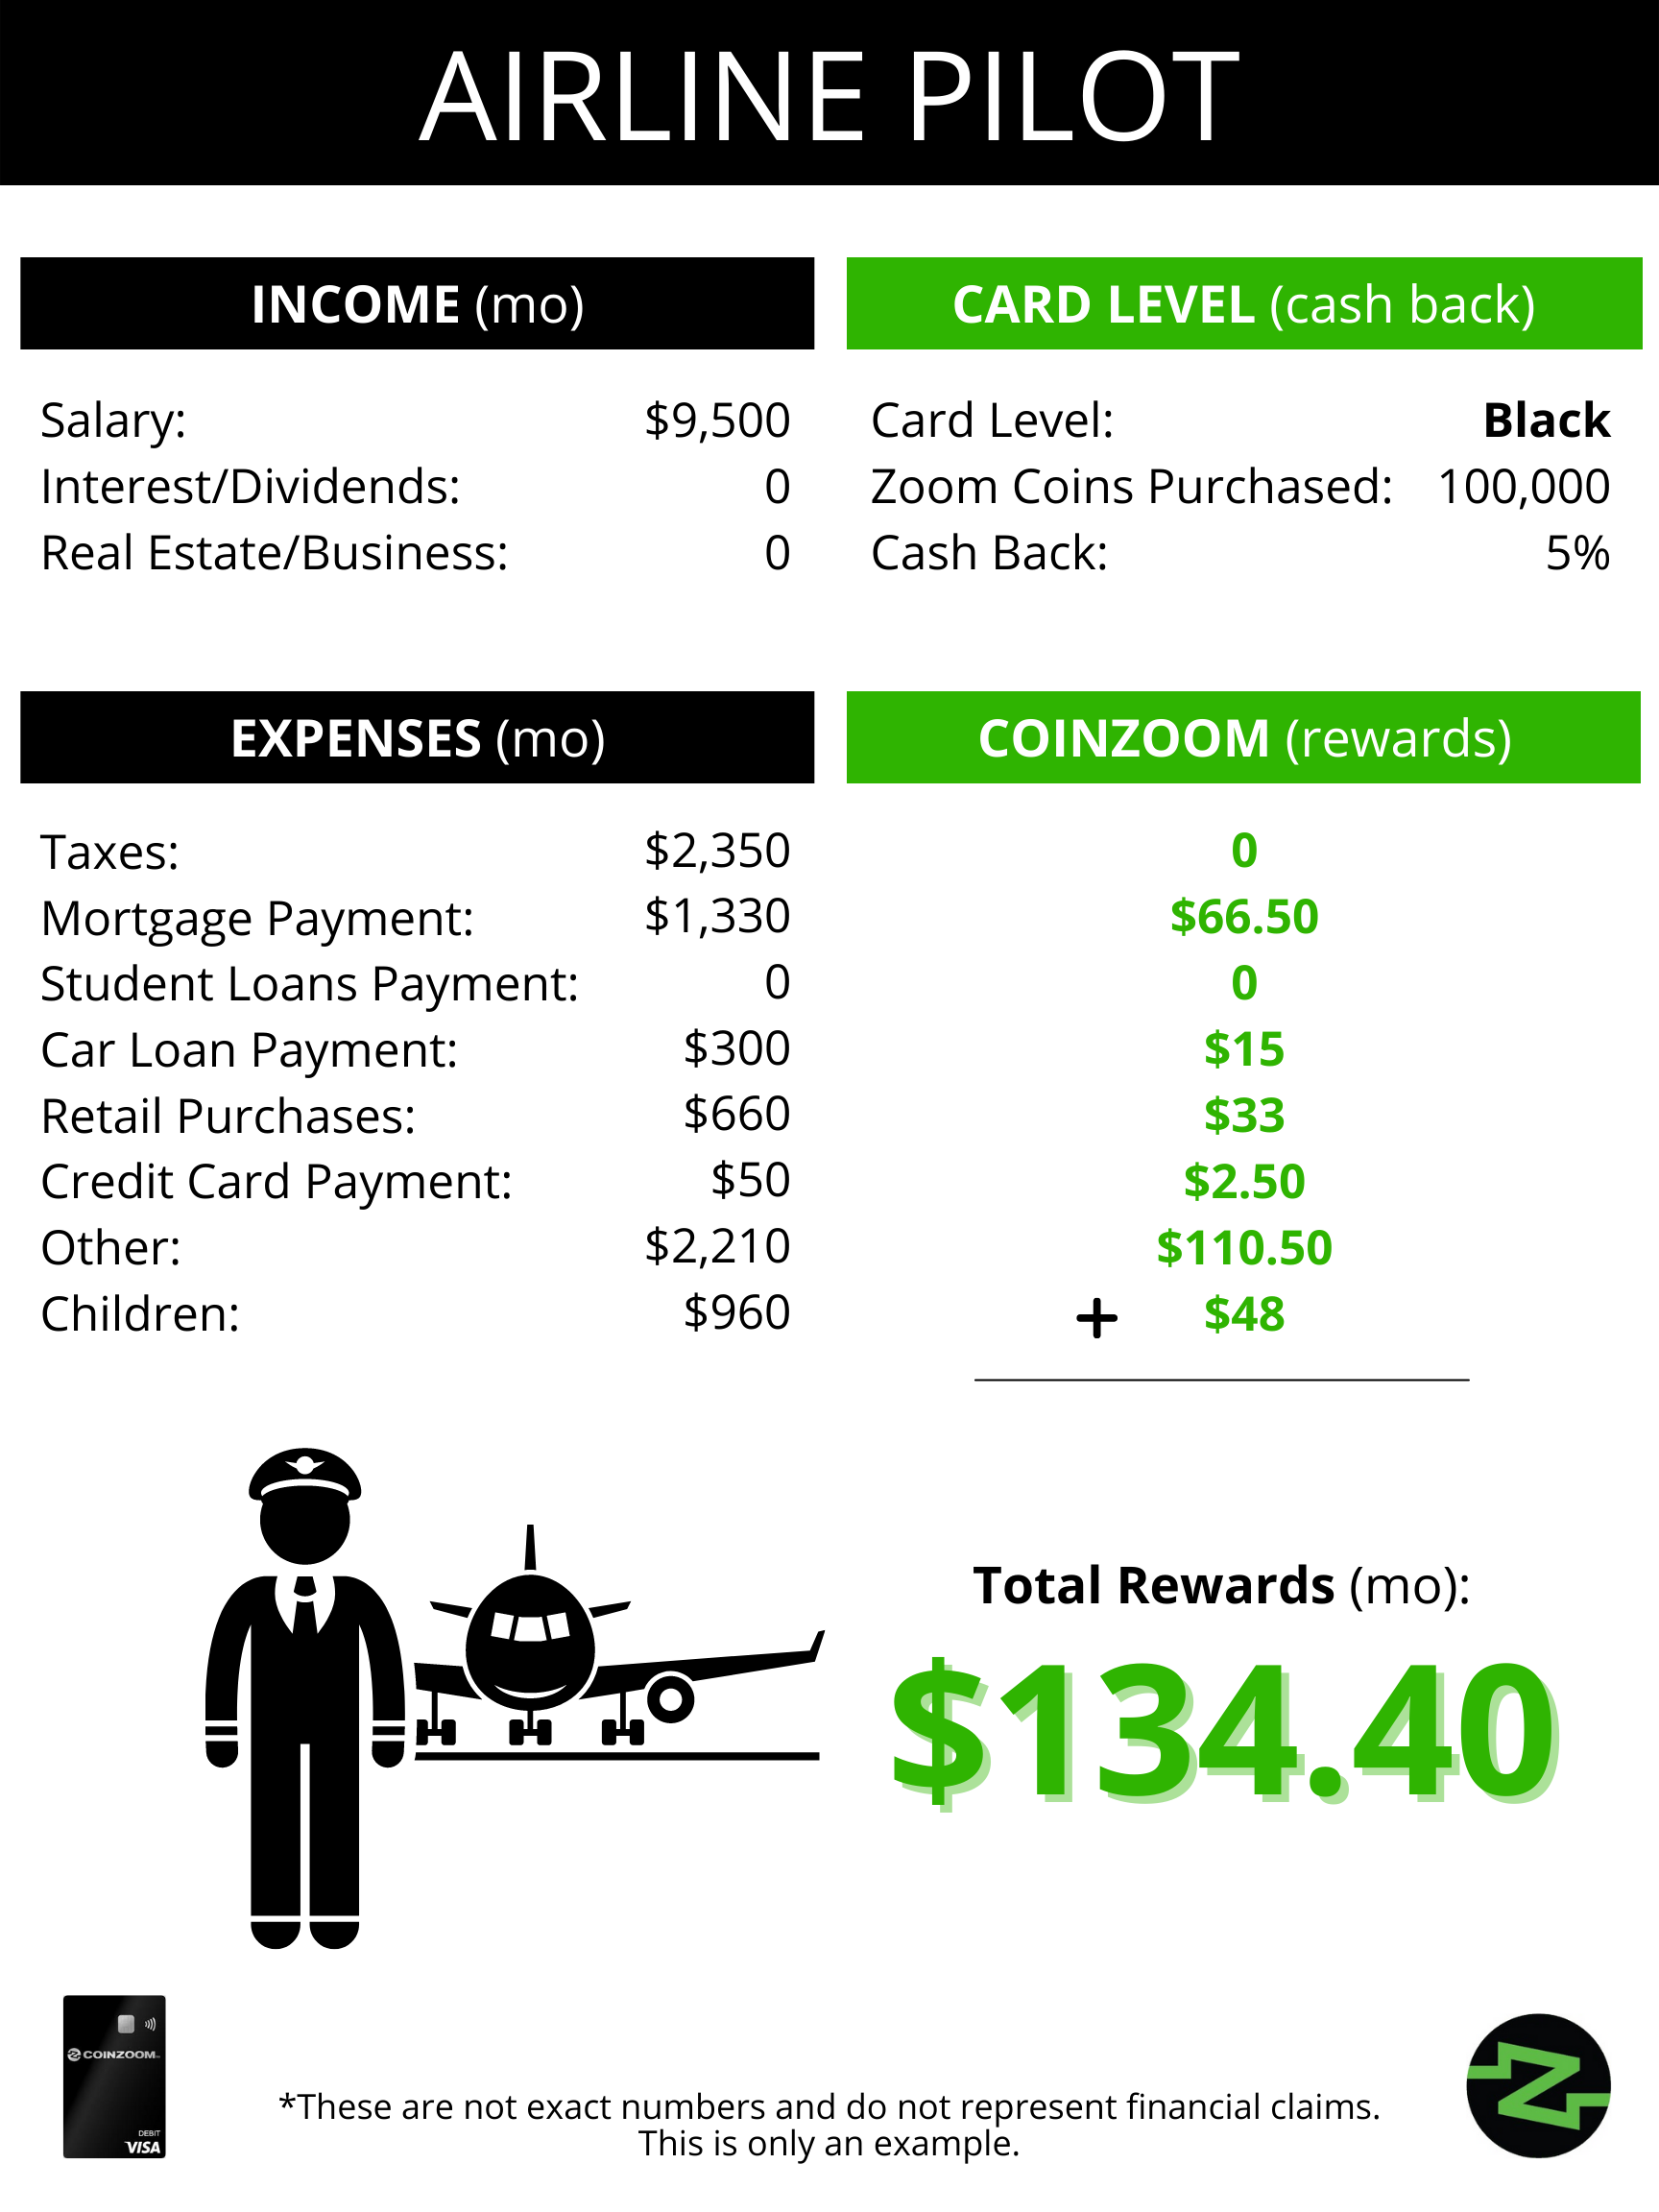 AIRLINE PILOT
INCOME (mo)
Salary: $9,500
Interest/Dividends: 0
Real Estate/Business: 0
CARD LEVEL (cash back)
Card Level: Black
Zoom Coins Purchased: 100,000
Cash Back: 5%
EXPENSES (mo)
COINZOOM (rewards)
Taxes: $2,350 0
Mortgage Payment: $1,330 $66.50
Student Loans Payment: 0 0
Car Loan Payment: $300 $15
Retail Purchases: $660 $33
Credit Card Payment: $50 $2.50
Other: $2,210 $110.50
Children: $960 + $48
Total Rewards (mo):
$134.40
COINZOOM
DEBIT
VISA
*These are not exact numbers and do not represent financial claims.
This is only an example.